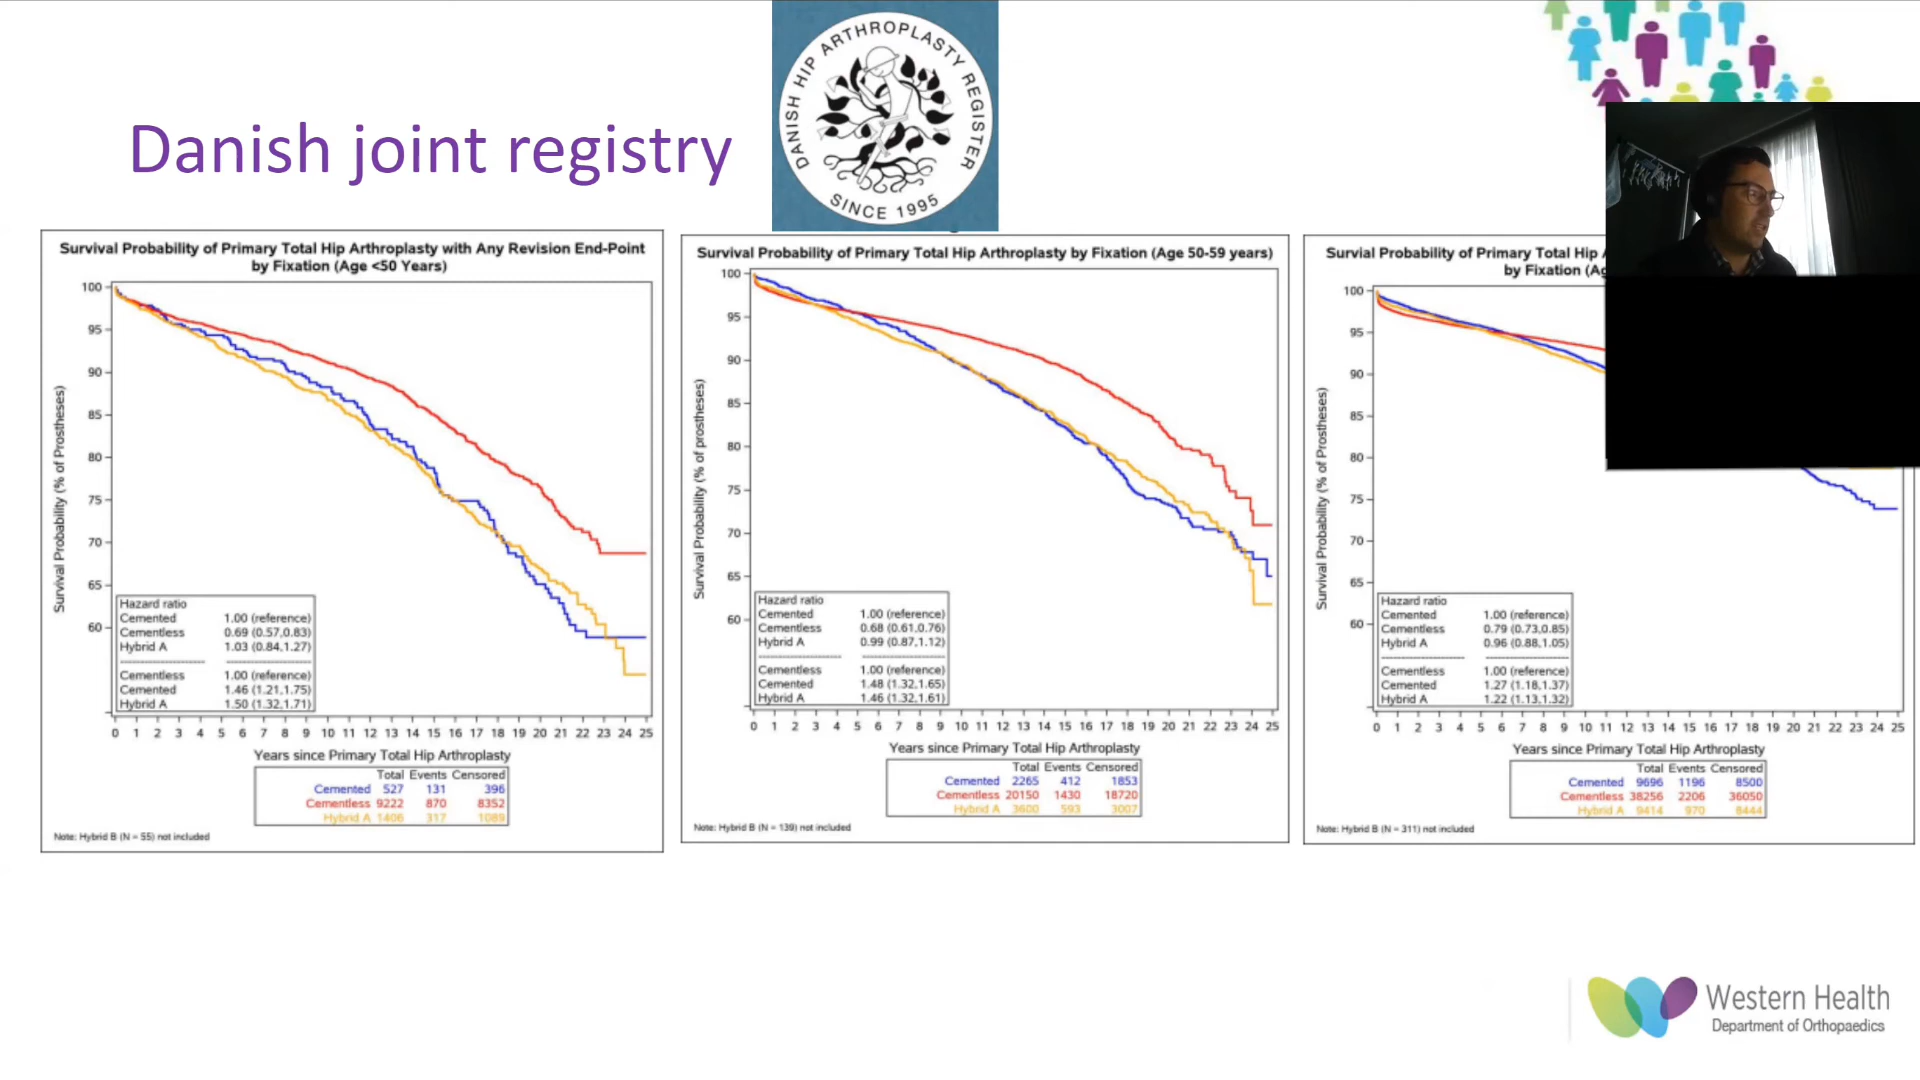 DANISH HIP ARTHROPLASTY REGISTER
SINCE 1995
Danish joint registry
Survival Probability of Primary Total Hip Arthroplasty with Any Revision End-Point
by Fixation (Age <50 Years)
Survival Probability (% of Prostheses)
100
95
90
85
80
75
70
65
60
Hazard ratio
Cemented 1.00 (reference)
Cementless 0.69 (0.57,0.83)
Hybrid A 1.03 (0.84,1.27)
Cementless 1.00 (reference)
Cemented 1.46 (1.21,1.75)
Hybrid A 1.50 (1.32,1.71)
0 1 2 3 4 5 6 7 8 9 10 11 12 13 14 15 16 17 18 19 20 21 22 23 24 25
Years since Primary Total Hip Arthroplasty
Total Events Censored
Cemented 527 131 396
Cementless 9222 870 8352
Hybrid A 1406 317 1089
Note: Hybrid B (N = 55) not included
Survival Probability of Primary Total Hip Arthroplasty by Fixation (Age 50-59 years)
Survival Probability (% of prostheses)
100
95
90
85
80
75
70
65
60
Hazard ratio
Cemented 1.00 (reference)
Cementless 0.68 (0.61,0.76)
Hybrid A 0.99 (0.87,1.12)
Cementless 1.00 (reference)
Cemented 1.48 (1.32,1.65)
Hybrid A 1.46 (1.32,1.61)
0 1 2 3 4 5 6 7 8 9 10 11 12 13 14 15 16 17 18 19 20 21 22 23 24 25
Years since Primary Total Hip Arthroplasty
Total Events Censored
Cemented 2265 412 1853
Cementless 20150 1430 18720
Hybrid A 3600 593 3007
Note: Hybrid B (N = 139) not included
Survival Probability of Primary Total Hip
by Fixation
Survival Probability (% of Prostheses)
100
95
90
85
80
75
70
65
60
Hazard ratio
Cemented 1.00 (reference)
Cementless 0.79 (0.73,0.85)
Hybrid A 0.96 (0.88,1.05)
Cementless 1.00 (reference)
Cemented 1.27 (1.18,1.37)
Hybrid A 1.22 (1.13,1.32)
0 1 2 3 4 5 6 7 8 9 10 11 12 13 14 15 16 17 18 19 20 21 22 23 24 25
Years since Primary Total Hip Arthroplasty
Total Events Censored
Cemented 9696 1196 8500
Cementless 38256 2206 36050
Hybrid A 9414 970 8444
Note: Hybrid B (N = 311) not included
Western Health
Department of Orthopaedics